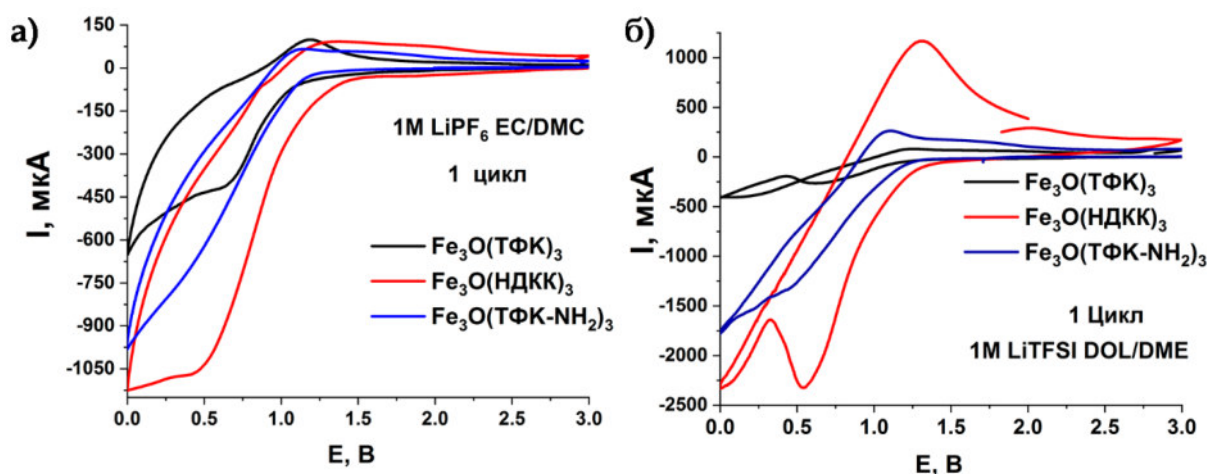 а)
I, мкА
150
0
-150
-300
-450
-600
-750
-900
-1050
1M LiPF₆ EC/DMC
1 цикл
Fe₃O(ТФК)₃
Fe₃O(НДКК)₃
Fe₃O(ТФК-NH₂)₃
0.0 0.5 1.0 1.5 2.0 2.5 3.0
E, В
б)
I, мкА
1000
500
0
-500
-1000
-1500
-2000
-2500
Fe₃O(ТФК)₃
Fe₃O(НДКК)₃
Fe₃O(ТФК-NH₂)₃
1 Цикл
1M LiTFSI DOL/DME
0.0 0.5 1.0 1.5 2.0 2.5 3.0
E, В